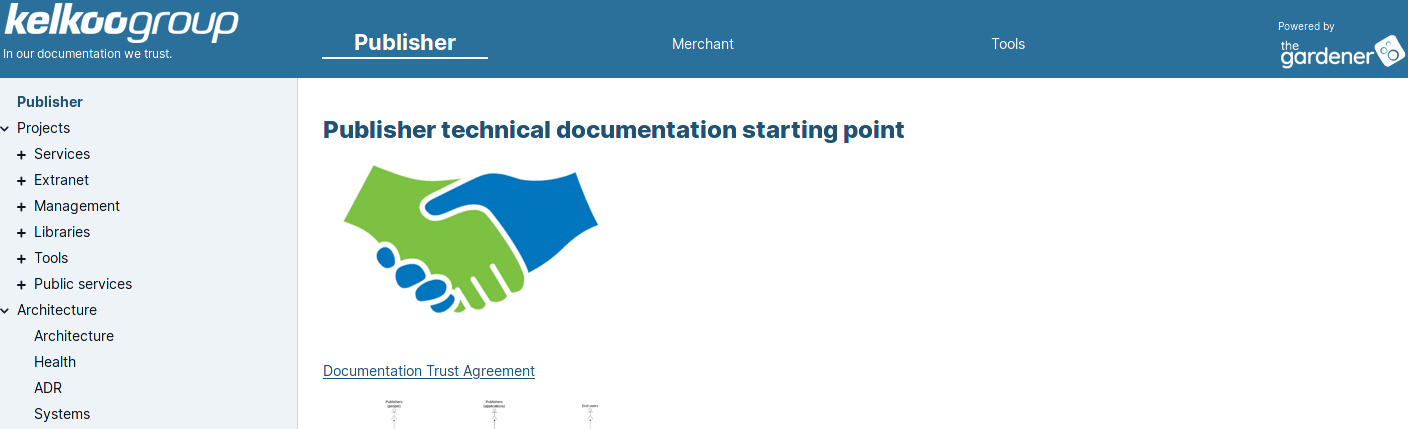 kelkoogroup
In our documentation we trust.
Publisher
Merchant
Tools
Powered by
the
gardener
Publisher
Projects
Services
Extranet
Management
Libraries
Tools
Public services
Architecture
Architecture
Health
ADR
Systems
Publisher technical documentation starting point
Documentation Trust Agreement
Publishers
(people)
Publishers
(applications)
End users